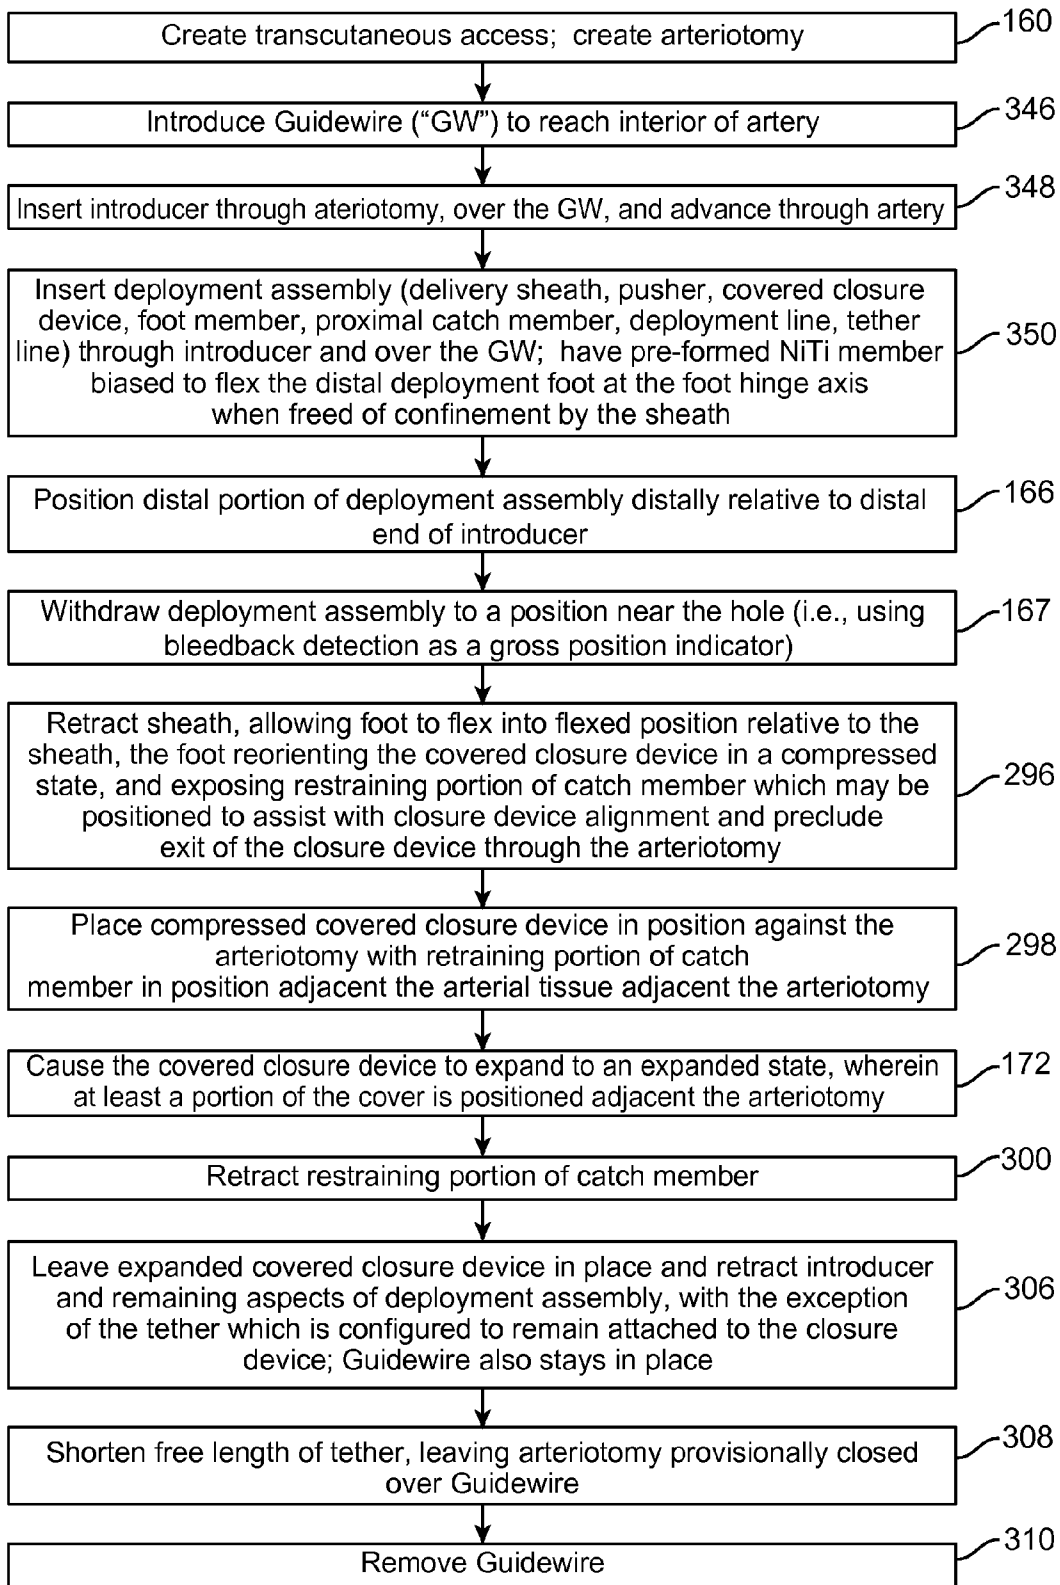 Create transcutaneous access; create arteriotomy
160
Introduce Guidewire ("GW") to reach interior of artery
346
Insert introducer through ateriotomy, over the GW, and advance through artery
348
Insert deployment assembly (delivery sheath, pusher, covered closure
device, foot member, proximal catch member, deployment line, tether
line) through introducer and over the GW; have pre-formed NiTi member
biased to flex the distal deployment foot at the foot hinge axis
when freed of confinement by the sheath
350
Position distal portion of deployment assembly distally relative to distal
end of introducer
166
Withdraw deployment assembly to a position near the hole (i.e., using
bleedback detection as a gross position indicator)
167
Retract sheath, allowing foot to flex into flexed position relative to the
sheath, the foot reorienting the covered closure device in a compressed
state, and exposing restraining portion of catch member which may be
positioned to assist with closure device alignment and preclude
exit of the closure device through the arteriotomy
296
Place compressed covered closure device in position against the
arteriotomy with retraining portion of catch
member in position adjacent the arterial tissue adjacent the arteriotomy
298
Cause the covered closure device to expand to an expanded state, wherein
at least a portion of the cover is positioned adjacent the arteriotomy
172
Retract restraining portion of catch member
300
Leave expanded covered closure device in place and retract introducer
and remaining aspects of deployment assembly, with the exception
of the tether which is configured to remain attached to the closure
device; Guidewire also stays in place
306
Shorten free length of tether, leaving arteriotomy provisionally closed
over Guidewire
308
Remove Guidewire
310